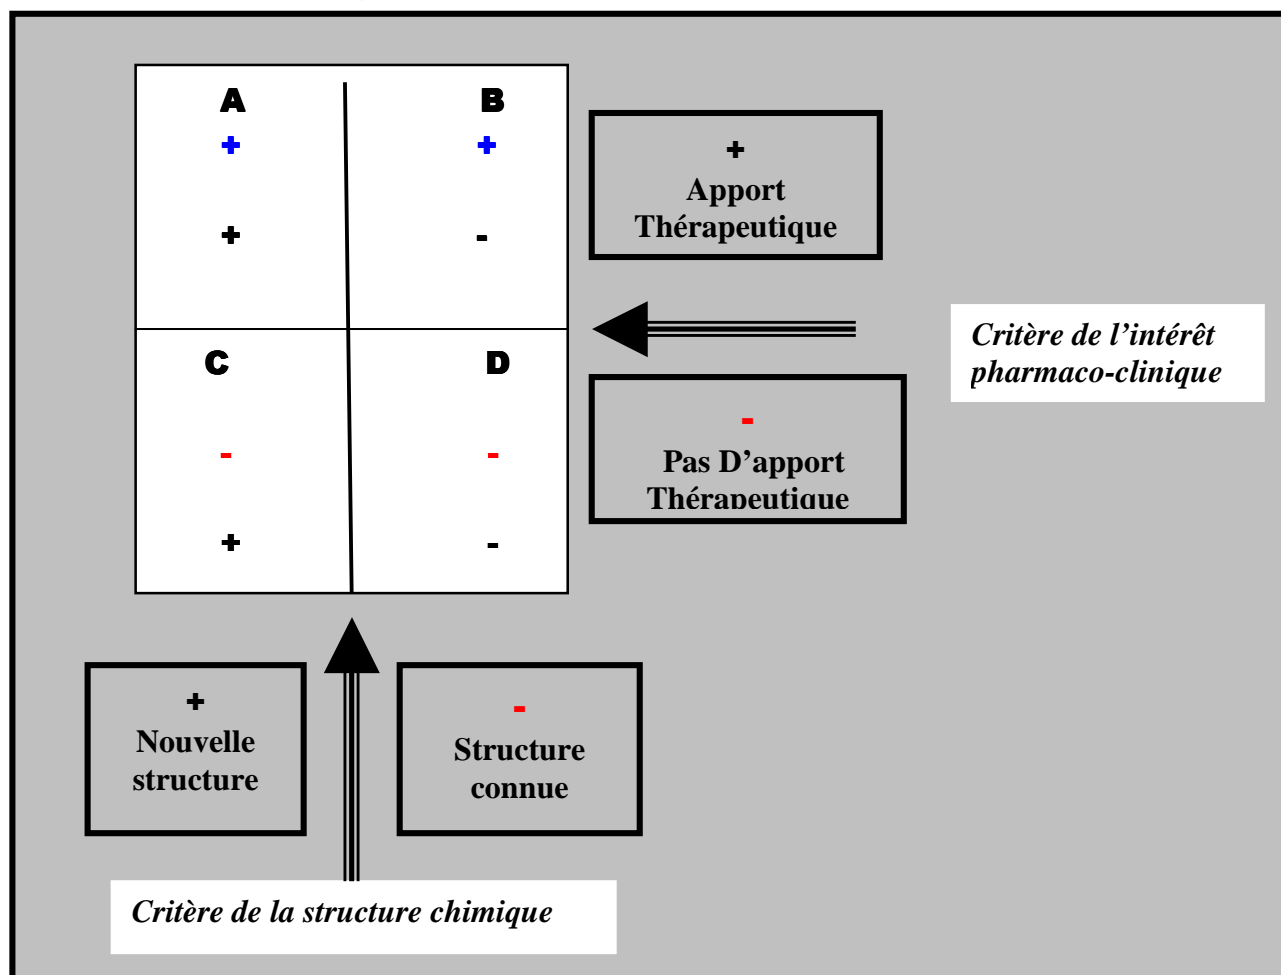 A B
+ +
+ -
C D
- -
+ -
+
Apport
Thérapeutique
Critère de l’intérêt
pharmaco-clinique
-
Pas D’apport
Thérapeutique
+
Nouvelle
structure
-
Structure
connue
Critère de la structure chimique